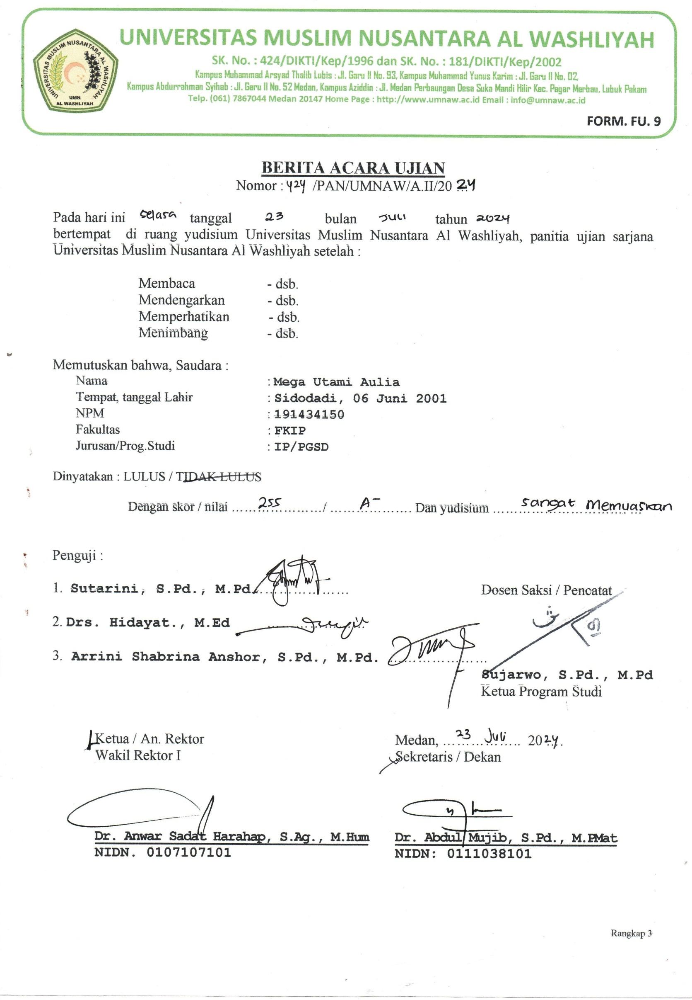 UNIVERSITAS MUSLIM NUSANTARA AL WASHLIYAH
SK. No. : 424/DIKTI/Kep/1996 dan SK. No. : 181/DIKTI/Kep/2002
Kampus Muhammad Arsyad Thalib Lubis : Jl. Garu II No. 93, Kampus Muhammad Yunus Karim : Jl. Garu II No. 02,
Kampus Abdurrahman Syihab : Jl. Garu II No. 52 Medan, Kampus Aziddin : Jl. Medan Perbaungan Desa Suka Mandi Hilir Kec. Pagar Merbau, Lubuk Pakam
Telp. (061) 7867044 Medan 20147 Home Page : http://www.umnaw.ac.id Email : info@umnaw.ac.id
UNIVERSITAS MUSLIM NUSANTARA AL WASHLIYAH
UMN
AL WASHLIYAH
FORM. FU. 9
BERITA ACARA UJIAN
Nomor : 424 /PAN/UMNAW/A.II/20 24
Pada hari ini Selasa tanggal 23 bulan Juli tahun 2024
bertempat di ruang yudisium Universitas Muslim Nusantara Al Washliyah, panitia ujian sarjana
Universitas Muslim Nusantara Al Washliyah setelah :
Membaca - dsb.
Mendengarkan - dsb.
Memperhatikan - dsb.
Menimbang - dsb.
Memutuskan bahwa, Saudara :
Nama : Mega Utami Aulia
Tempat, tanggal Lahir : Sidodadi, 06 Juni 2001
NPM : 191434150
Fakultas : FKIP
Jurusan/Prog.Studi : IP/PGSD
Dinyatakan : LULUS / TIDAK LULUS
Dengan skor / nilai ...... 255 ......... / ...... A- ......... Dan yudisium ...... Sangat Memuaskan
Penguji :
1. Sutarini, S.Pd., M.Pd.
Dosen Saksi / Pencatat
2. Drs. Hidayat., M.Ed
3. Arrini Shabrina Anshor, S.Pd., M.Pd.
Sujarwo, S.Pd., M.Pd
Ketua Program Studi
Ketua / An. Rektor
Wakil Rektor I
Medan, ... 23 Juli ... 2024.
Sekretaris / Dekan
Dr. Anwar Sadat Harahap, S.Ag., M.Hum
NIDN. 0107107101
Dr. Abdul Mujib, S.Pd., M.PMat
NIDN: 0111038101
Rangkap 3